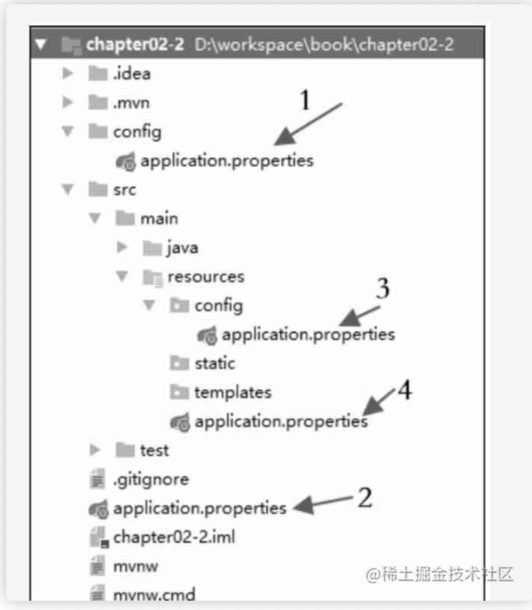 chapter02-2 D:\workspace\book\chapter02-2
.idea
.mvn
1
config
application.properties
src
main
java
resources
config
3
application.properties
static
templates
4
application.properties
test
.gitignore
application.properties
2
chapter02-2.iml
mvnw
@稀土掘金技术社区
mvnw.cmd